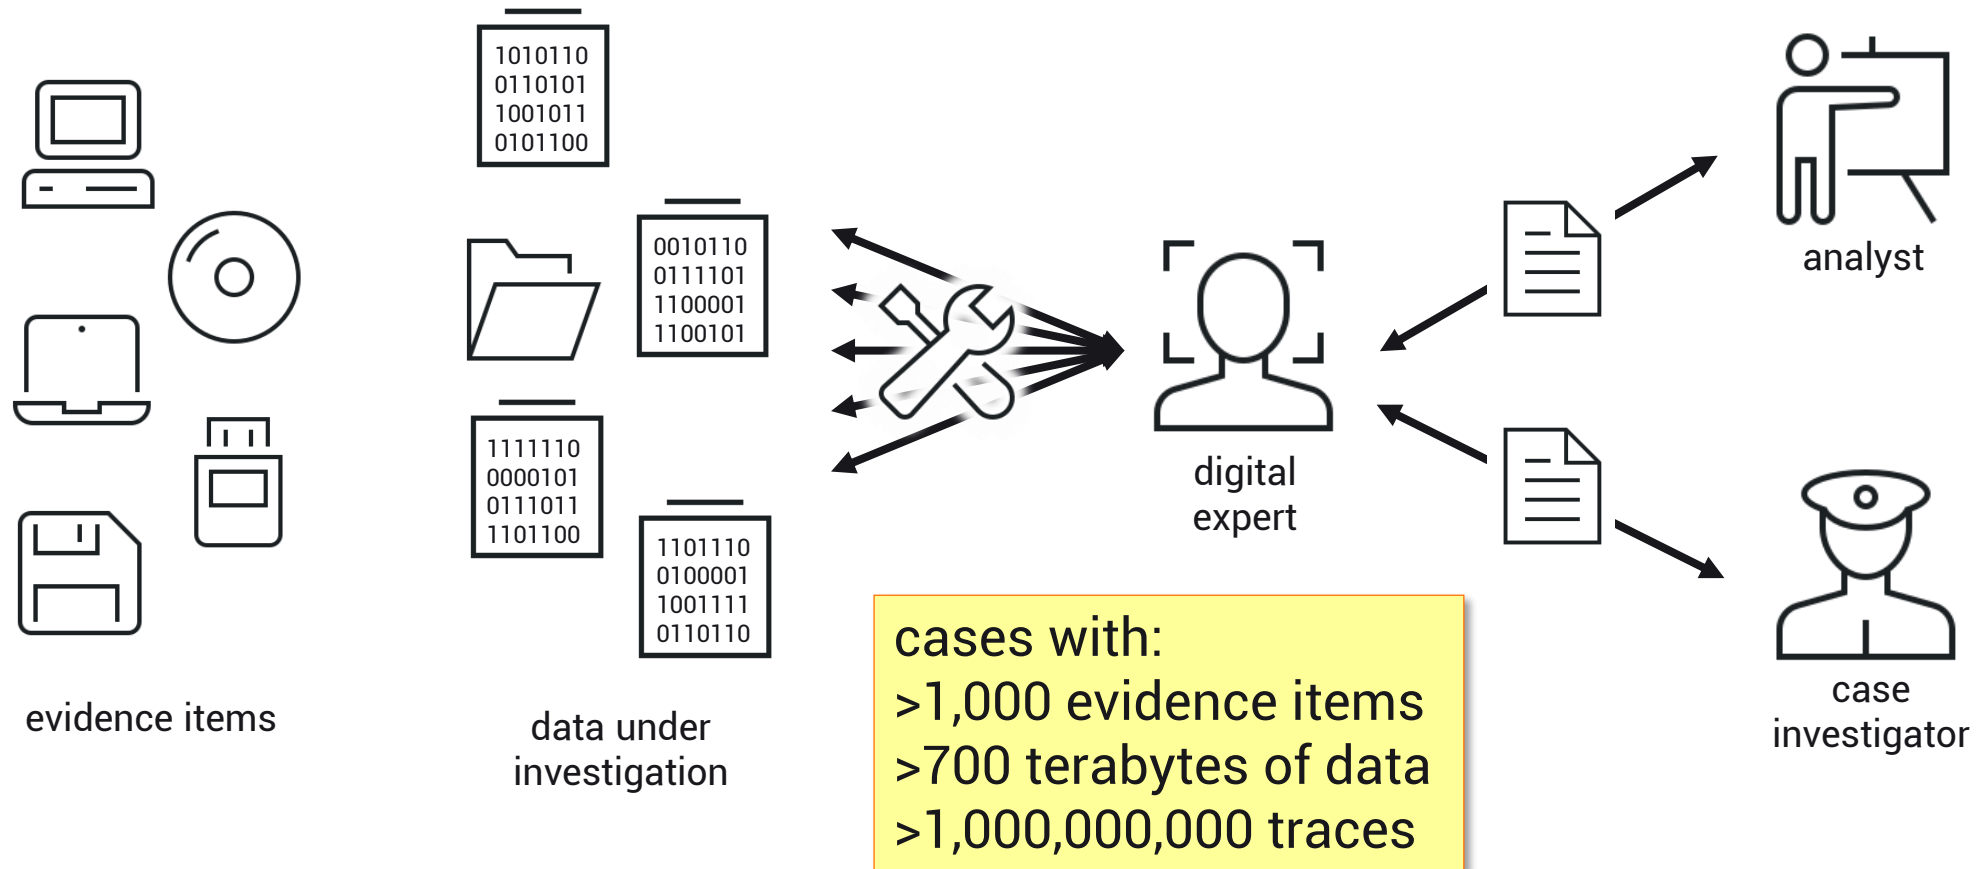 1010110
0110101
1001011
0101100
0010110
0111101
1100001
1100101
1111110
0000101
0111011
1101100
1101110
0100001
1001111
0110110
evidence items
data under
investigation
digital
expert
analyst
case
investigator
cases with:
>1,000 evidence items
>700 terabytes of data
>1,000,000,000 traces